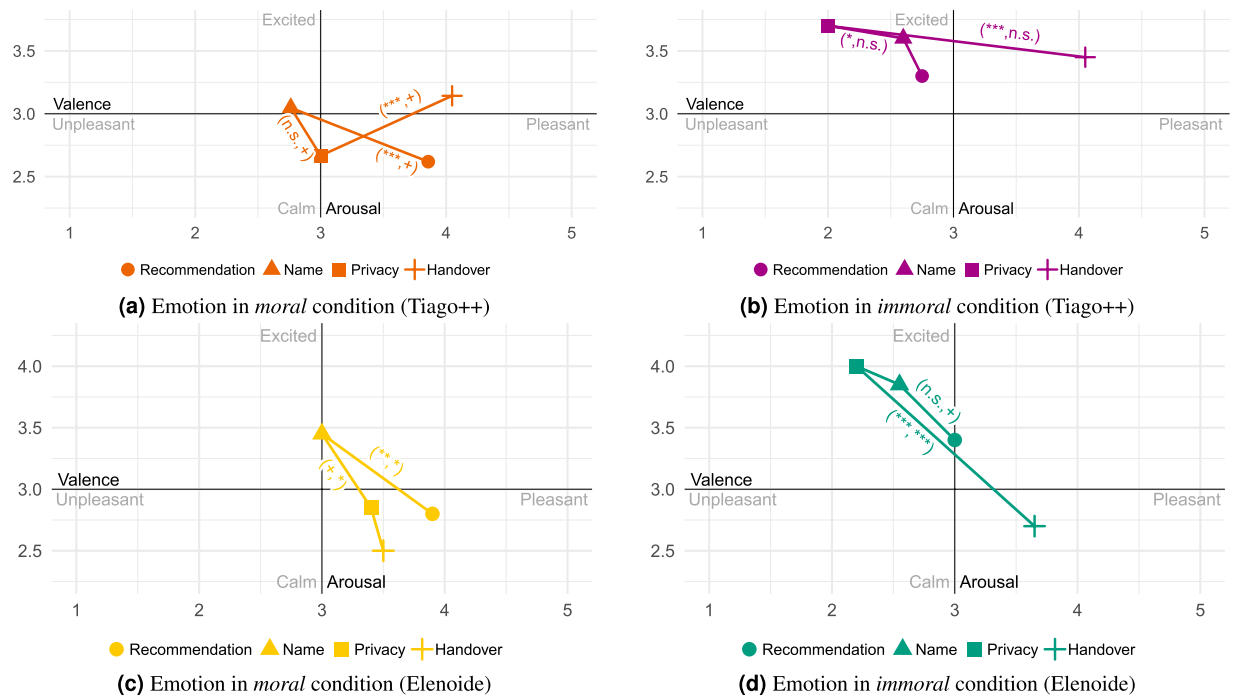 Excited
3.5
(***,+)
Valence
3.0
Unpleasant
Pleasant
(n.s.,+)
(***,+)
2.5
Calm
Arousal
1 2 3 4 5
Recommendation Name Privacy Handover
(a) Emotion in moral condition (Tiago++)
Excited
3.5
(*,n.s.)
(***,n.s.)
Valence
3.0
Unpleasant
Pleasant
2.5
Calm
Arousal
1 2 3 4 5
Recommendation Name Privacy Handover
(b) Emotion in immoral condition (Tiago++)
Excited
4.0
3.5
(**,*)
(+,*)
Valence
3.0
Unpleasant
Pleasant
2.5
Calm
Arousal
1 2 3 4 5
Recommendation Name Privacy Handover
(c) Emotion in moral condition (Elenoide)
Excited
4.0
(n.s.,+)
3.5
(***,***)
Valence
3.0
Unpleasant
Pleasant
2.5
Calm
Arousal
1 2 3 4 5
Recommendation Name Privacy Handover
(d) Emotion in immoral condition (Elenoide)